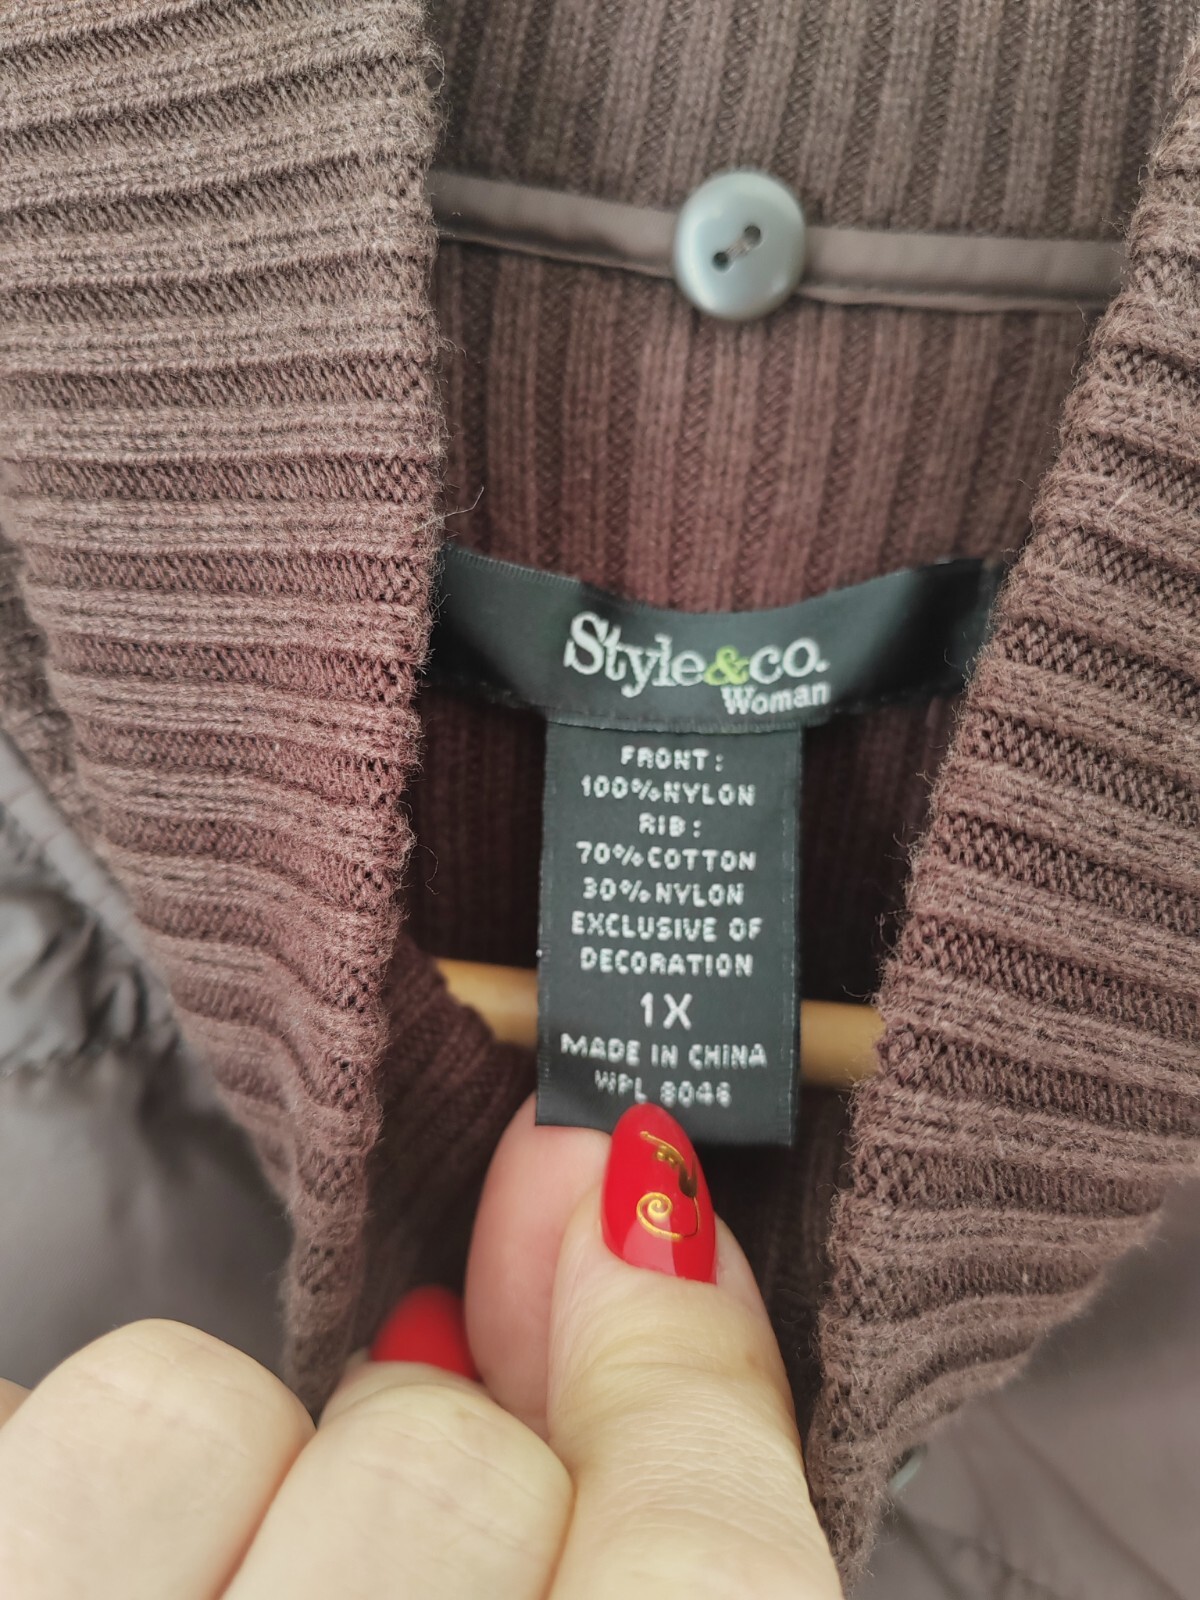 Style&co.
Woman
FRONT:
100%NYLON
RIB:
70%COTTON
30%NYLON
EXCLUSIVE OF
DECORATION
1X
MADE IN CHINA
WPL 8046